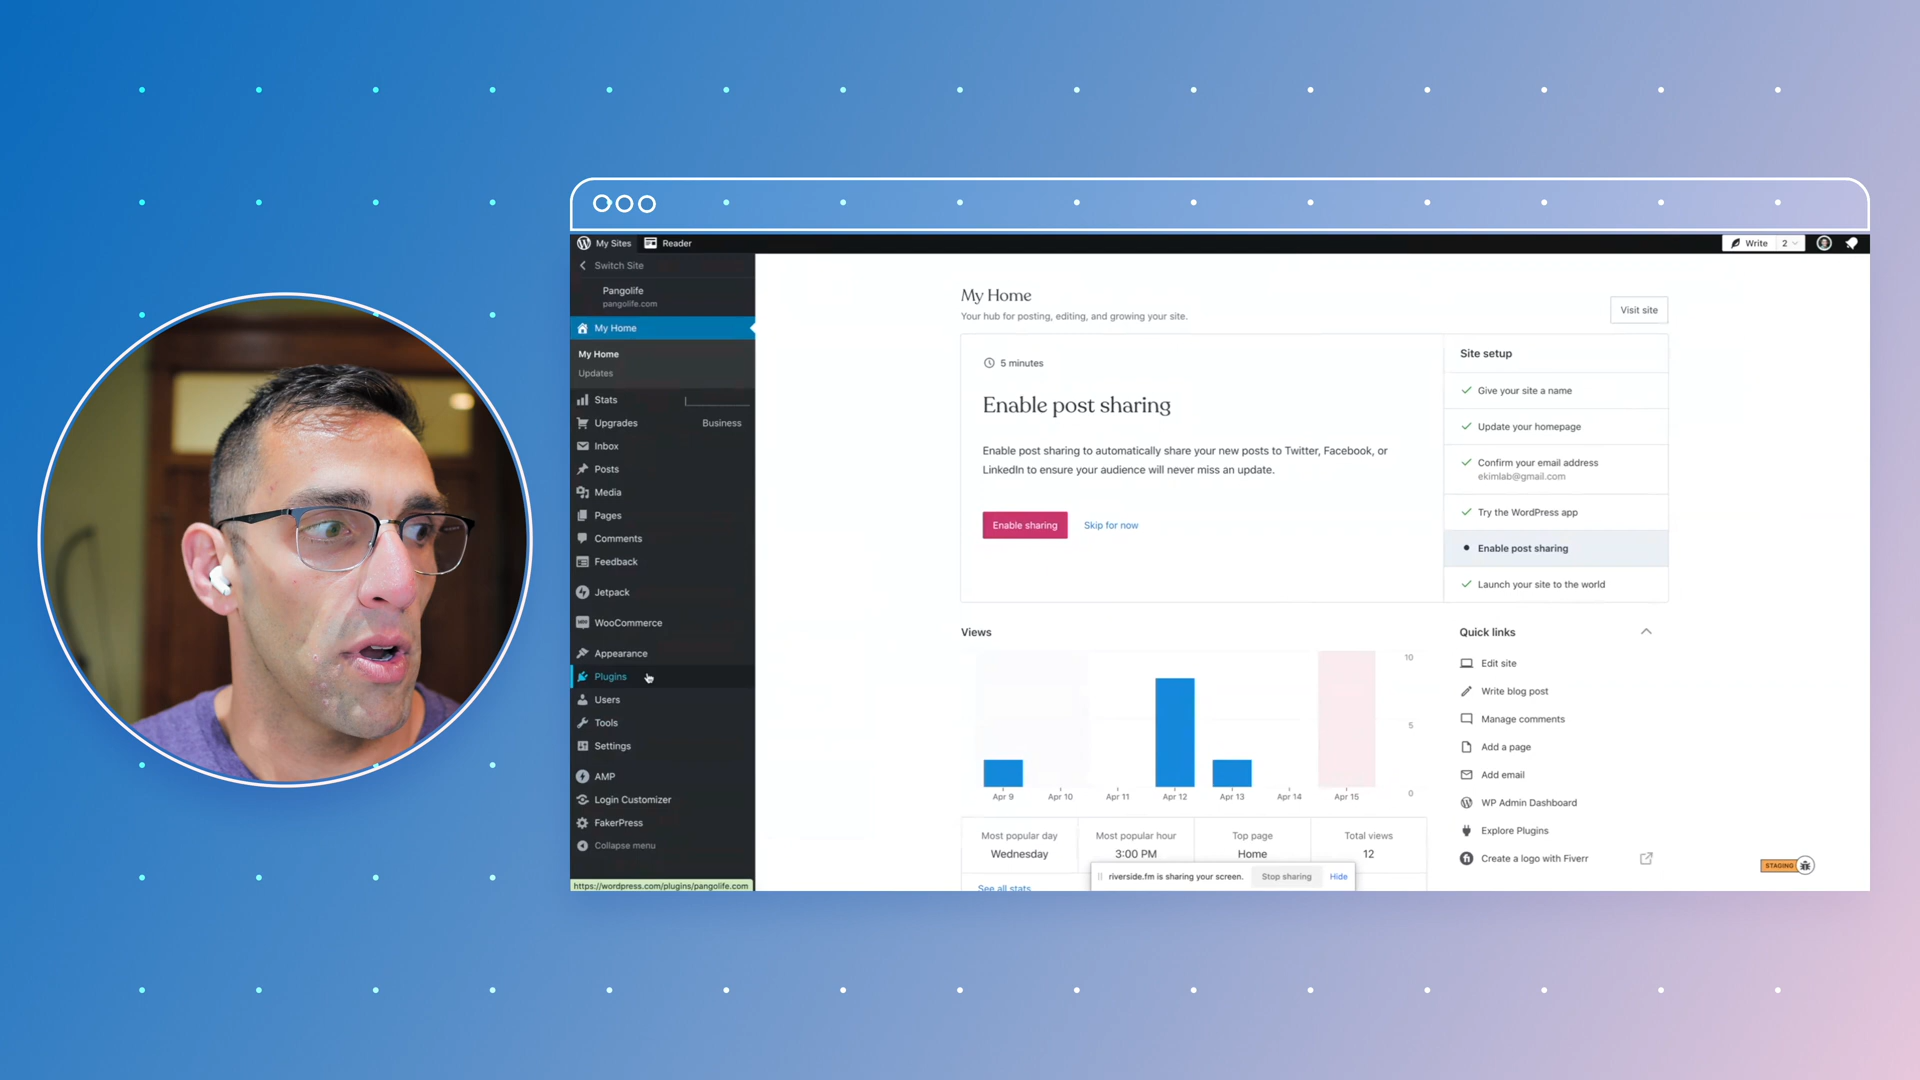 My Sites
Reader
Write 2
Switch Site
Pangolife
pangolife.com
My Home
My Home
Updates
Stats
Upgrades Business
Inbox
Posts
Media
Pages
Comments
Feedback
Jetpack
WooCommerce
Appearance
Plugins
Users
Tools
Settings
AMP
Login Customizer
FakerPress
Collapse menu
https://wordpress.com/plugins/pangolife.com
My Home
Your hub for posting, editing, and growing your site.
Visit site
5 minutes
Enable post sharing
Enable post sharing to automatically share your new posts to Twitter, Facebook, or
LinkedIn to ensure your audience will never miss an update.
Enable sharing
Skip for now
Site setup
Give your site a name
Update your homepage
Confirm your email address
ekimlab@gmail.com
Try the WordPress app
Enable post sharing
Launch your site to the world
Views
10
5
0
Apr 9 Apr 10 Apr 11 Apr 12 Apr 13 Apr 14 Apr 15
Most popular day
Wednesday
Most popular hour
3:00 PM
Top page
Home
Total views
12
See all stats
riverside.fm is sharing your screen.
Stop sharing
Hide
Quick links
Edit site
Write blog post
Manage comments
Add a page
Add email
WP Admin Dashboard
Explore Plugins
Create a logo with Fiverr
STAGING